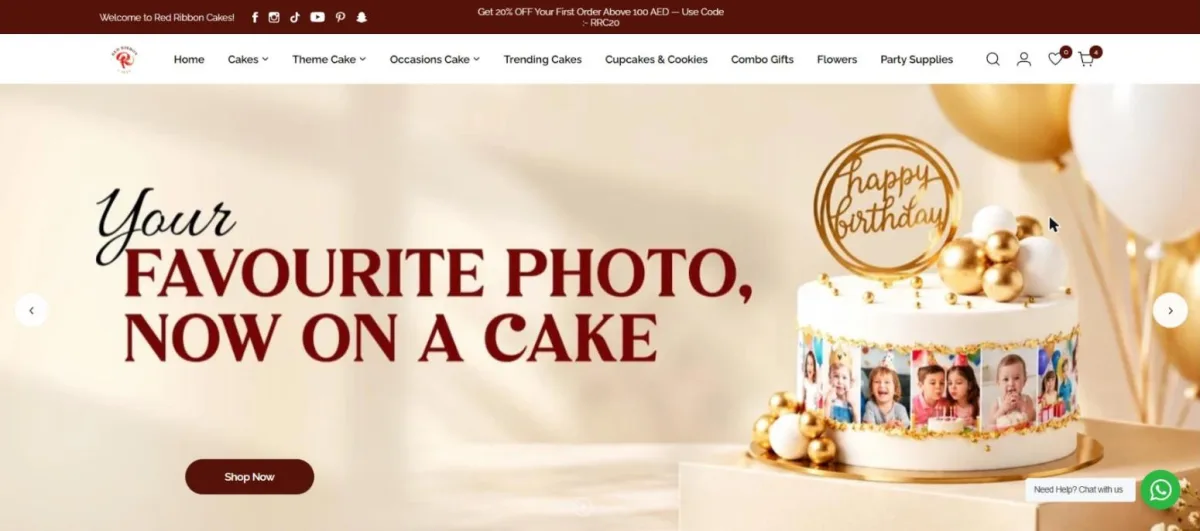 Welcome to Red Ribbon Cakes!
Get 20% OFF Your First Order Above 100 AED — Use Code
:- RRC20
RED RIBBON
Home
Cakes
Theme Cake
Occasions Cake
Trending Cakes
Cupcakes & Cookies
Combo Gifts
Flowers
Party Supplies
0
4
Your
FAVOURITE PHOTO,
NOW ON A CAKE
happy
birthday
Shop Now
Need Help? Chat with us